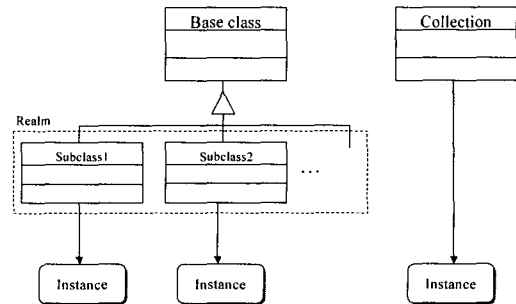 Base class
Collection
Realm
Subclass1
Subclass2
...
Instance
Instance
Instance